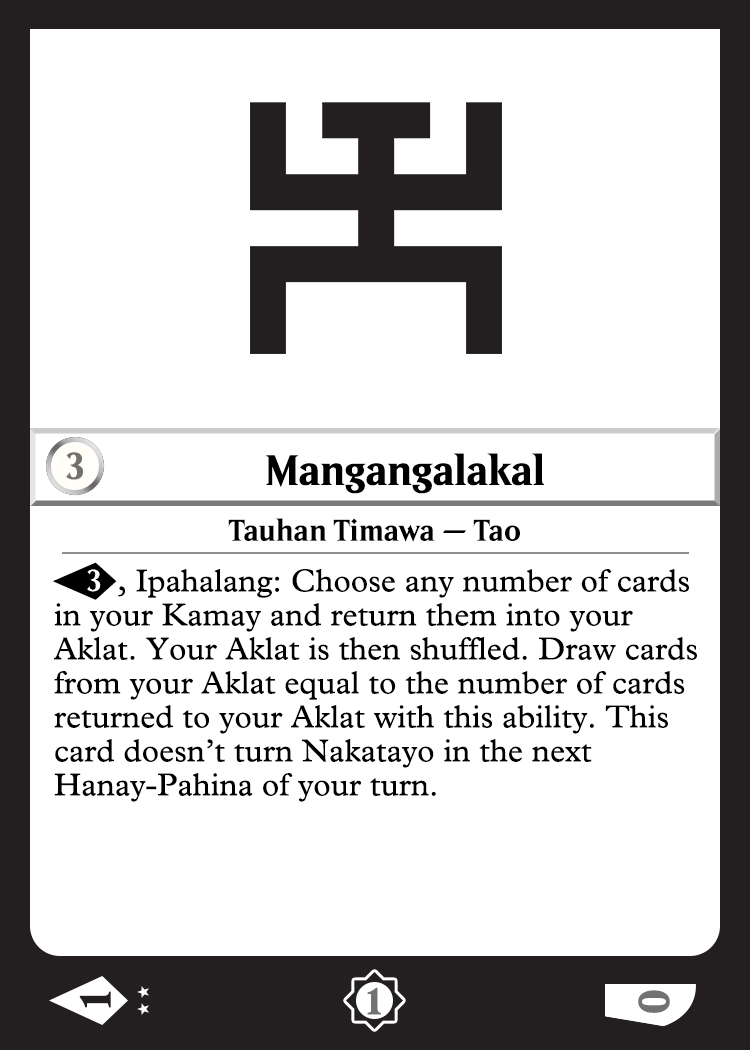 3
Mangangalakal
Tauhan Timawa — Tao
3, Ipahalang: Choose any number of cards
in your Kamay and return them into your
Aklat. Your Aklat is then shuffled. Draw cards
from your Aklat equal to the number of cards
returned to your Aklat with this ability. This
card doesn’t turn Nakatayo in the next
Hanay-Pahina of your turn.
1
1
0